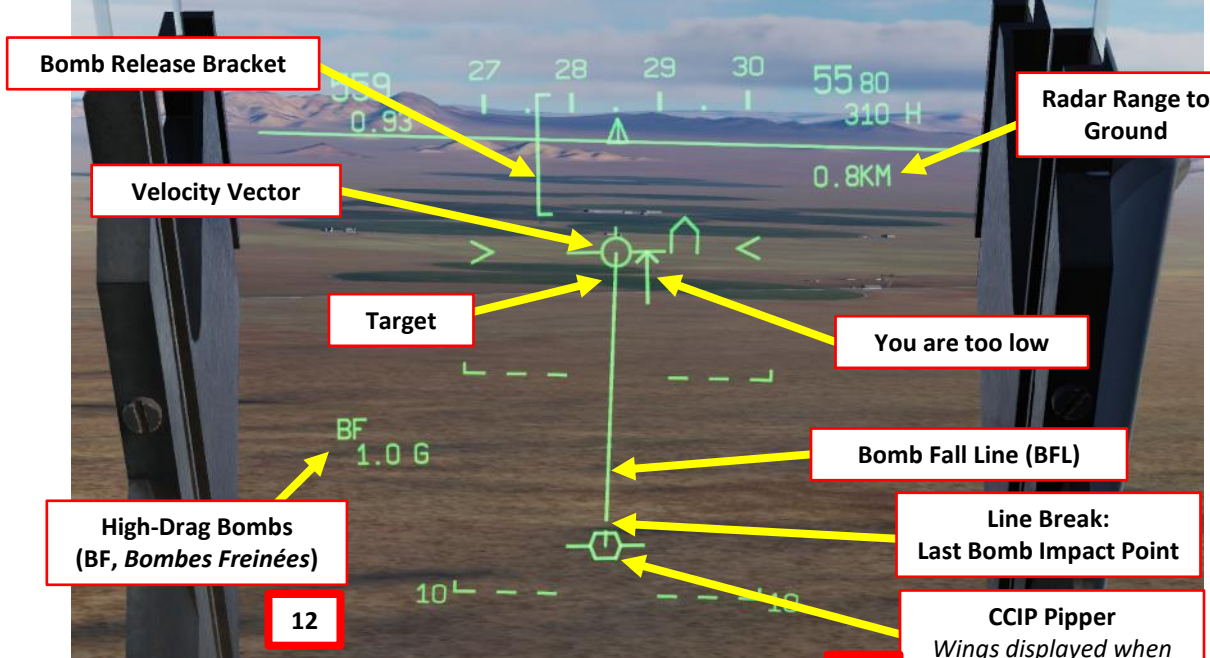 Bomb Release Bracket
559
27 28 29 30
55 80
0.93
310 H
Radar Range to
Ground
0.8KM
Velocity Vector
> <
Target
You are too low
BF
1.0 G
Bomb Fall Line (BFL)
High-Drag Bombs
(BF, Bombes Freinées)
Line Break:
Last Bomb Impact Point
10 10
12
CCIP Pipper
Wings displayed when